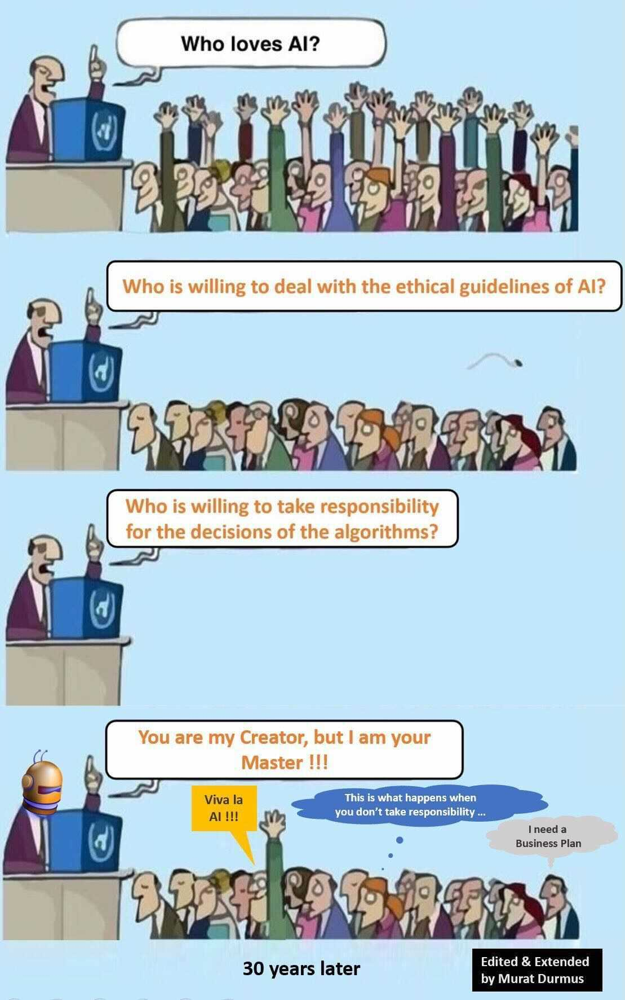 Who loves AI?
Who is willing to deal with the ethical guidelines of AI?
Who is willing to take responsibility
for the decisions of the algorithms?
You are my Creator, but I am your
Master !!!
Viva la
AI !!!
This is what happens when
you don't take responsibility ...
I need a
Business Plan
30 years later
Edited & Extended
by Murat Durmus